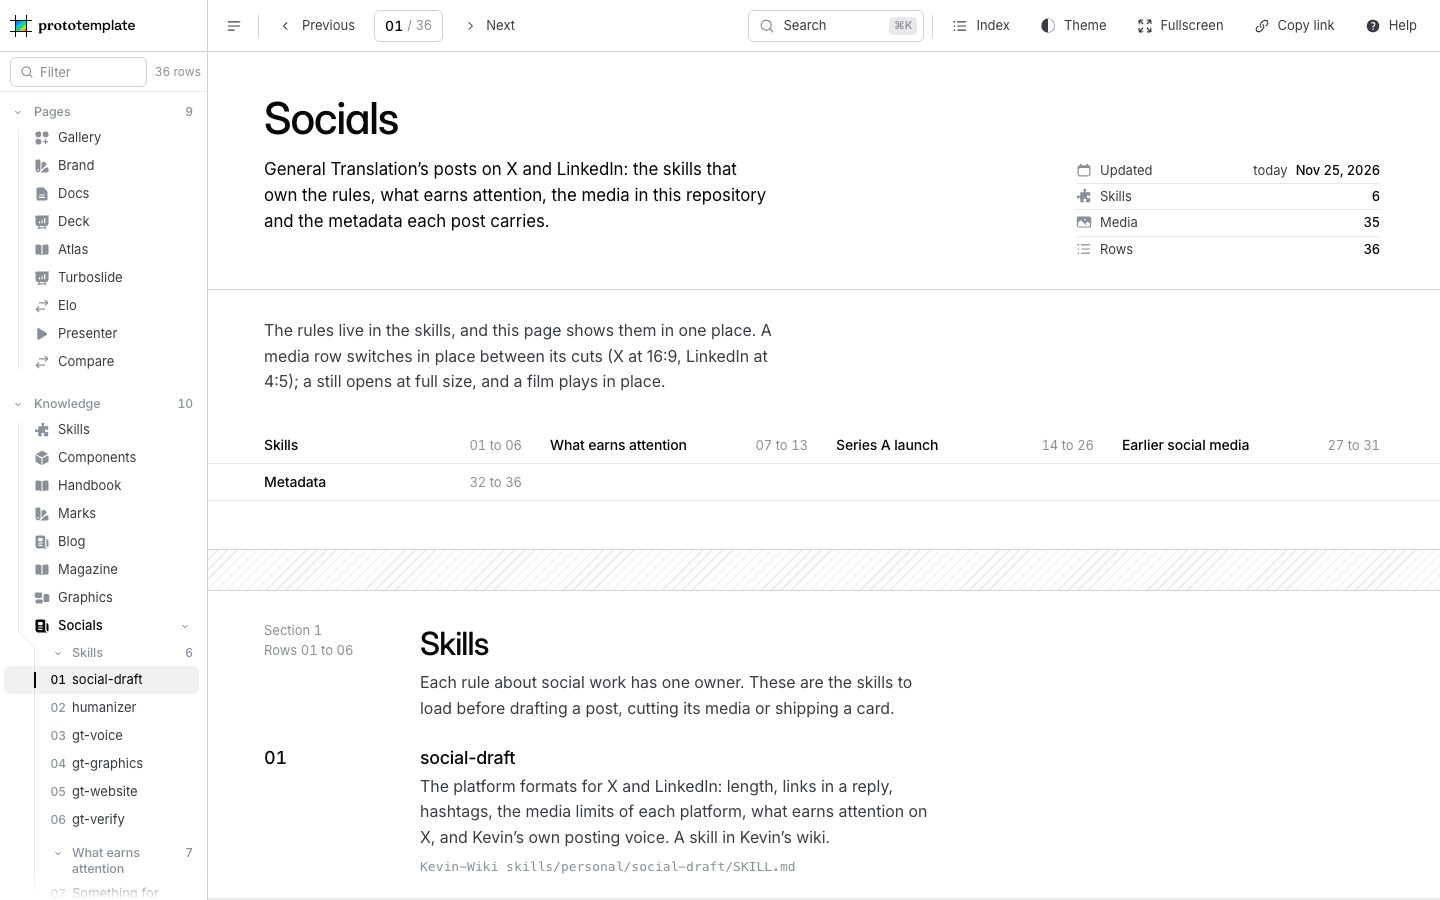 prototemplate
Previous
01 / 36
Next
Search
⌘K
Index
Theme
Fullscreen
Copy link
Help
Filter
36 rows
Pages 9
Gallery
Brand
Docs
Deck
Atlas
Turboslide
Elo
Presenter
Compare
Knowledge 10
Skills
Components
Handbook
Marks
Blog
Magazine
Graphics
Socials
Skills 6
01 social-draft
02 humanizer
03 gt-voice
04 gt-graphics
05 gt-website
06 gt-verify
What earns 7
attention
07 Something for
Socials
General Translation’s posts on X and LinkedIn: the skills that
own the rules, what earns attention, the media in this repository
and the metadata each post carries.
Updated today Nov 25, 2026
Skills 6
Media 35
Rows 36
The rules live in the skills, and this page shows them in one place. A
media row switches in place between its cuts (X at 16:9, LinkedIn at
4:5); a still opens at full size, and a film plays in place.
Skills 01 to 06
What earns attention 07 to 13
Series A launch 14 to 26
Earlier social media 27 to 31
Metadata 32 to 36
Section 1
Rows 01 to 06
Skills
Each rule about social work has one owner. These are the skills to
load before drafting a post, cutting its media or shipping a card.
01
social-draft
The platform formats for X and LinkedIn: length, links in a reply,
hashtags, the media limits of each platform, what earns attention on
X, and Kevin’s own posting voice. A skill in Kevin’s wiki.
Kevin-Wiki skills/personal/social-draft/SKILL.md